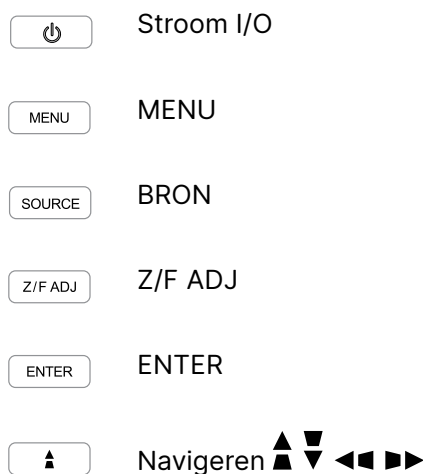 Stroom I/O
MENU MENU
SOURCE BRON
Z/F ADJ Z/F ADJ
ENTER ENTER
Navigeren